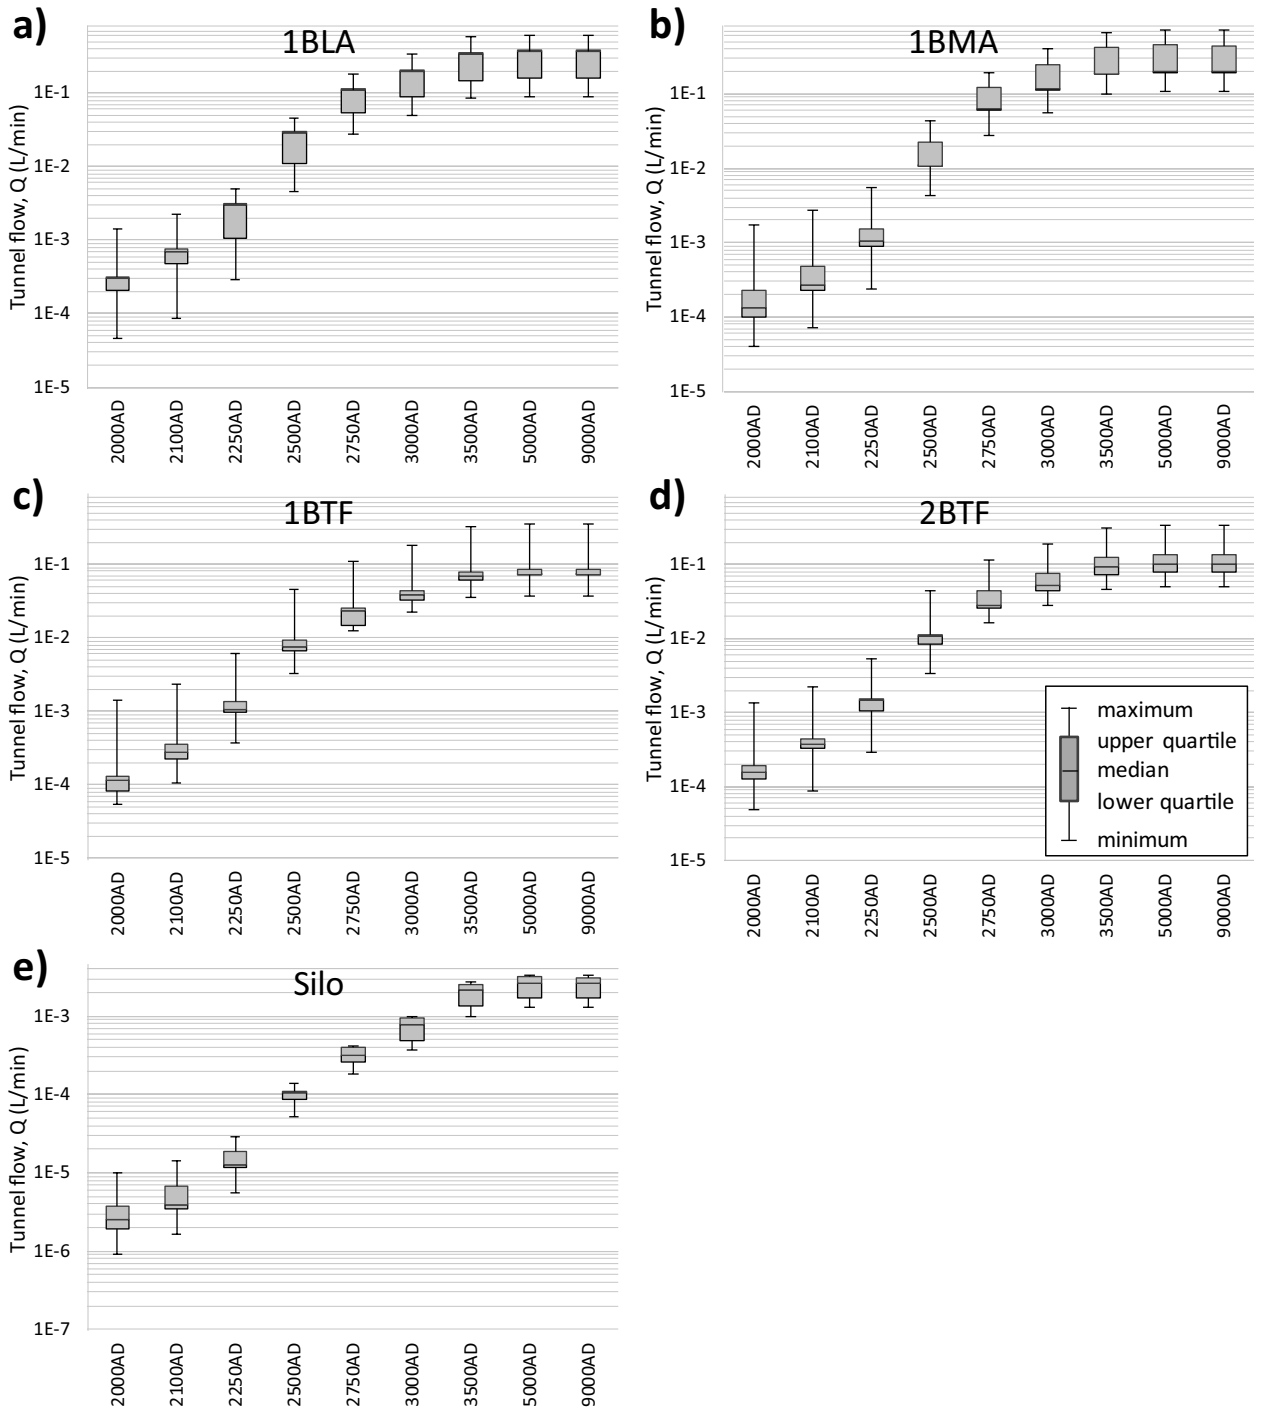 a)
1BLA
Tunnel flow, Q (L/min)
1E-1
1E-2
1E-3
1E-4
1E-5
2000AD
2100AD
2250AD
2500AD
2750AD
3000AD
3500AD
5000AD
9000AD
b)
1BMA
Tunnel flow, Q (L/min)
1E-1
1E-2
1E-3
1E-4
1E-5
2000AD
2100AD
2250AD
2500AD
2750AD
3000AD
3500AD
5000AD
9000AD
c)
1BTF
Tunnel flow, Q (L/min)
1E-1
1E-2
1E-3
1E-4
1E-5
2000AD
2100AD
2250AD
2500AD
2750AD
3000AD
3500AD
5000AD
9000AD
d)
2BTF
Tunnel flow, Q (L/min)
1E-1
1E-2
1E-3
1E-4
1E-5
maximum
upper quartile
median
lower quartile
minimum
2000AD
2100AD
2250AD
2500AD
2750AD
3000AD
3500AD
5000AD
9000AD
e)
Silo
Tunnel flow, Q (L/min)
1E-3
1E-4
1E-5
1E-6
1E-7
2000AD
2100AD
2250AD
2500AD
2750AD
3000AD
3500AD
5000AD
9000AD